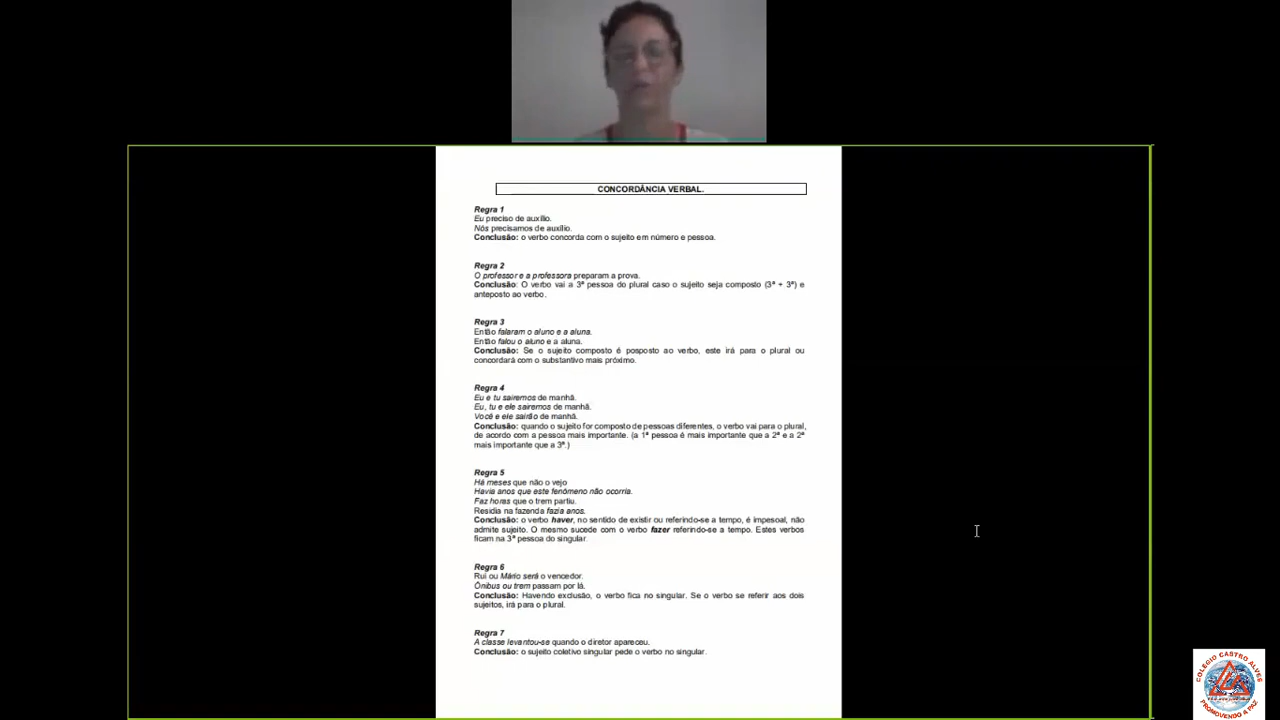 CONCORDÂNCIA VERBAL.
Regra 1
Eu preciso de auxílio.
Nós precisamos de auxílio.
Conclusão: o verbo concorda com o sujeito em número e pessoa.
Regra 2
O professor e a professora preparam a prova.
Conclusão: O verbo vai a 3ª pessoa do plural caso o sujeito seja composto (3ª + 3ª) e
anteposto ao verbo.
Regra 3
Então falaram o aluno e a aluna.
Então falou o aluno e a aluna.
Conclusão: Se o sujeito composto é posposto ao verbo, este irá para o plural ou
concordará com o substantivo mais próximo.
Regra 4
Eu e tu sairemos de manhã.
Eu, tu e ele sairemos de manhã.
Você e ele sairão de manhã.
Conclusão: quando o sujeito for composto de pessoas diferentes, o verbo vai para o plural,
de acordo com a pessoa mais importante. (a 1ª pessoa é mais importante que a 2ª e a 2ª
mais importante que a 3ª.)
Regra 5
Há meses que não o vejo
Havia anos que este fenômeno não ocorria.
Faz horas que o trem partiu.
Residia na fazenda fazia anos.
Conclusão: o verbo haver, no sentido de existir ou referindo-se a tempo, é impesoal, não
admite sujeito. O mesmo sucede com o verbo fazer referindo-se a tempo. Estes verbos
ficam na 3ª pessoa do singular.
Regra 6
Rui ou Mário será o vencedor.
Ônibus ou trem passam por lá.
Conclusão: Havendo exclusão, o verbo fica no singular. Se o verbo se referir aos dois
sujeitos, irá para o plural.
Regra 7
A classe levantou-se quando o diretor apareceu.
Conclusão: o sujeito coletivo singular pede o verbo no singular.
COLÉGIO CASTRO ALVES
PROMOVENDO A PAZ